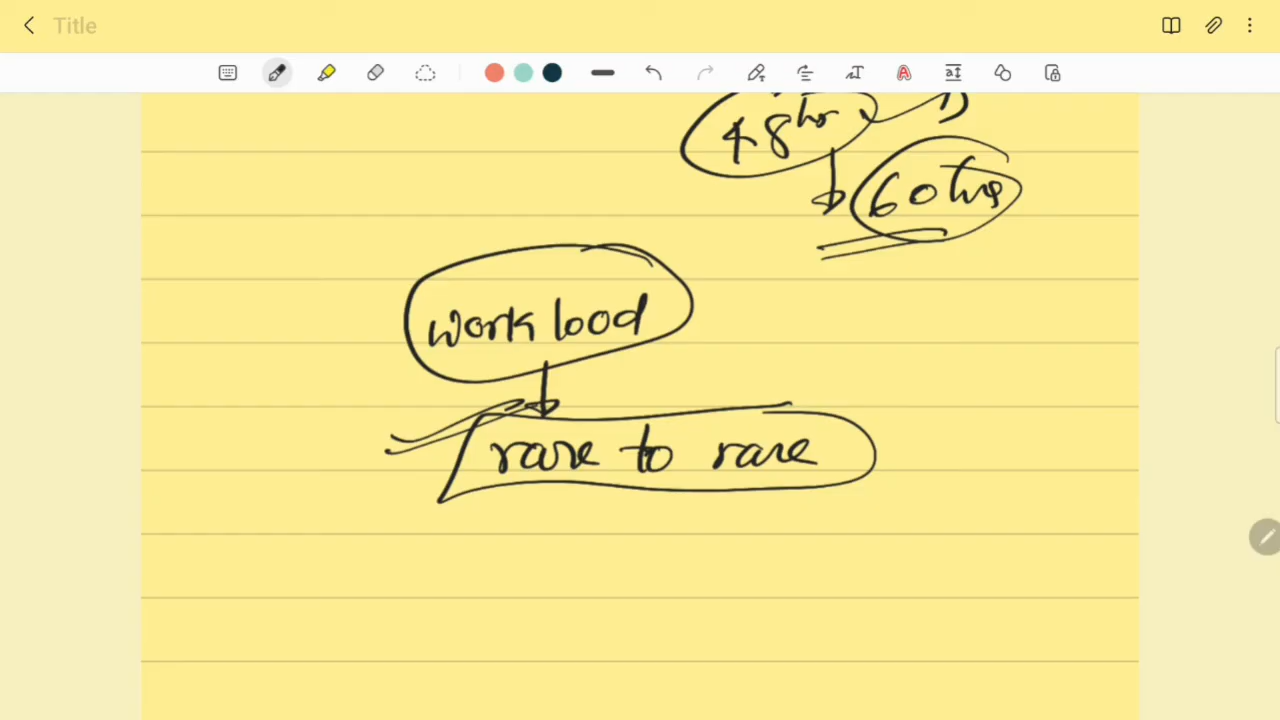 Title
48hr
60hrs
work lood
rare to rare